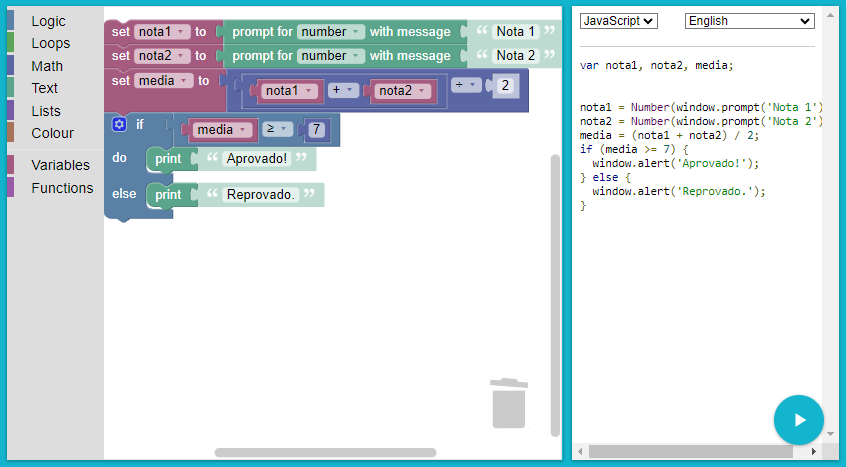 Logic
Loops
Math
Text
Lists
Colour
Variables
Functions
set nota1 to prompt for number with message “ Nota 1 ”
set nota2 to prompt for number with message “ Nota 2 ”
set media to nota1 + nota2 ÷ 2
if media ≥ 7
do print “ Aprovado! ”
else print “ Reprovado. ”
JavaScript English
var nota1, nota2, media;
nota1 = Number(window.prompt('Nota 1')
nota2 = Number(window.prompt('Nota 2')
media = (nota1 + nota2) / 2;
if (media >= 7) {
  window.alert('Aprovado!');
} else {
  window.alert('Reprovado.');
}